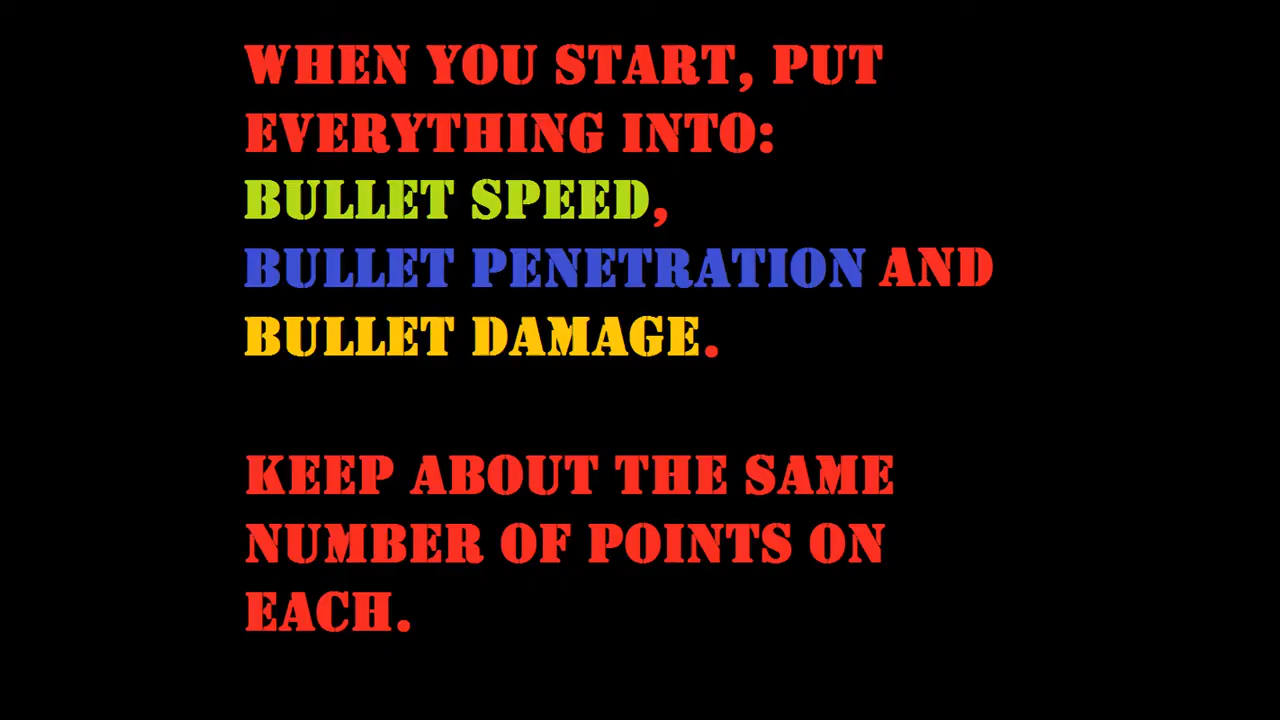 WHEN YOU START, PUT
EVERYTHING INTO:
BULLET SPEED,
BULLET PENETRATION AND
BULLET DAMAGE.
KEEP ABOUT THE SAME
NUMBER OF POINTS ON
EACH.